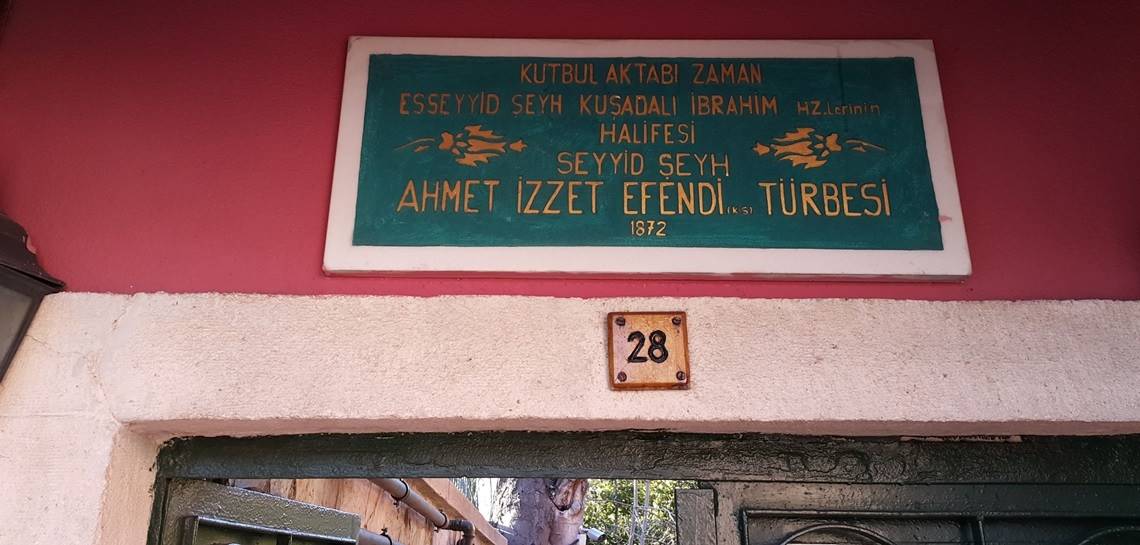 KUTBUL AKTABI ZAMAN
ESSEYYİD ŞEYH KUŞADALI İBRAHİM HZ.Lerinin
HALİFESİ
SEYYİD ŞEYH
AHMET İZZET EFENDİ (K.S) TÜRBESİ
1872
28